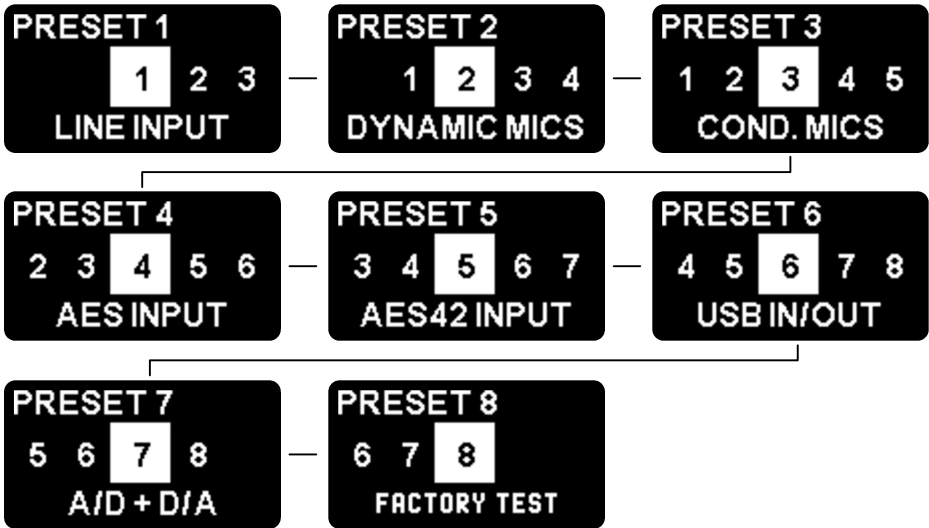 PRESET 1
1 2 3
LINE INPUT
PRESET 2
1 2 3 4
DYNAMIC MICS
PRESET 3
1 2 3 4 5
COND. MICS
PRESET 4
2 3 4 5 6
AES INPUT
PRESET 5
3 4 5 6 7
AES42 INPUT
PRESET 6
4 5 6 7 8
USB IN/OUT
PRESET 7
5 6 7 8
A/D + D/A
PRESET 8
6 7 8
FACTORY TEST